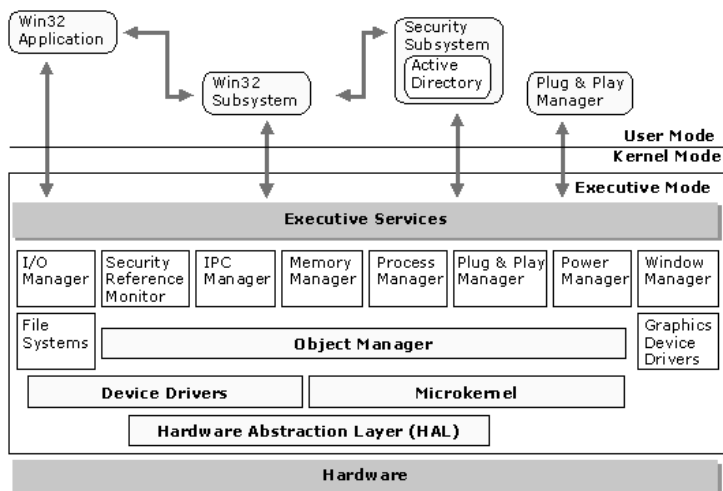 Win32
Application
Win32
Subsystem
Security
Subsystem
Active
Directory
Plug & Play
Manager
User Mode
Kernel Mode
Executive Mode
Executive Services
I/O
Manager
Security
Reference
Monitor
IPC
Manager
Memory
Manager
Process
Manager
Plug & Play
Manager
Power
Manager
Window
Manager
File
Systems
Object Manager
Graphics
Device
Drivers
Device Drivers
Microkernel
Hardware Abstraction Layer (HAL)
Hardware